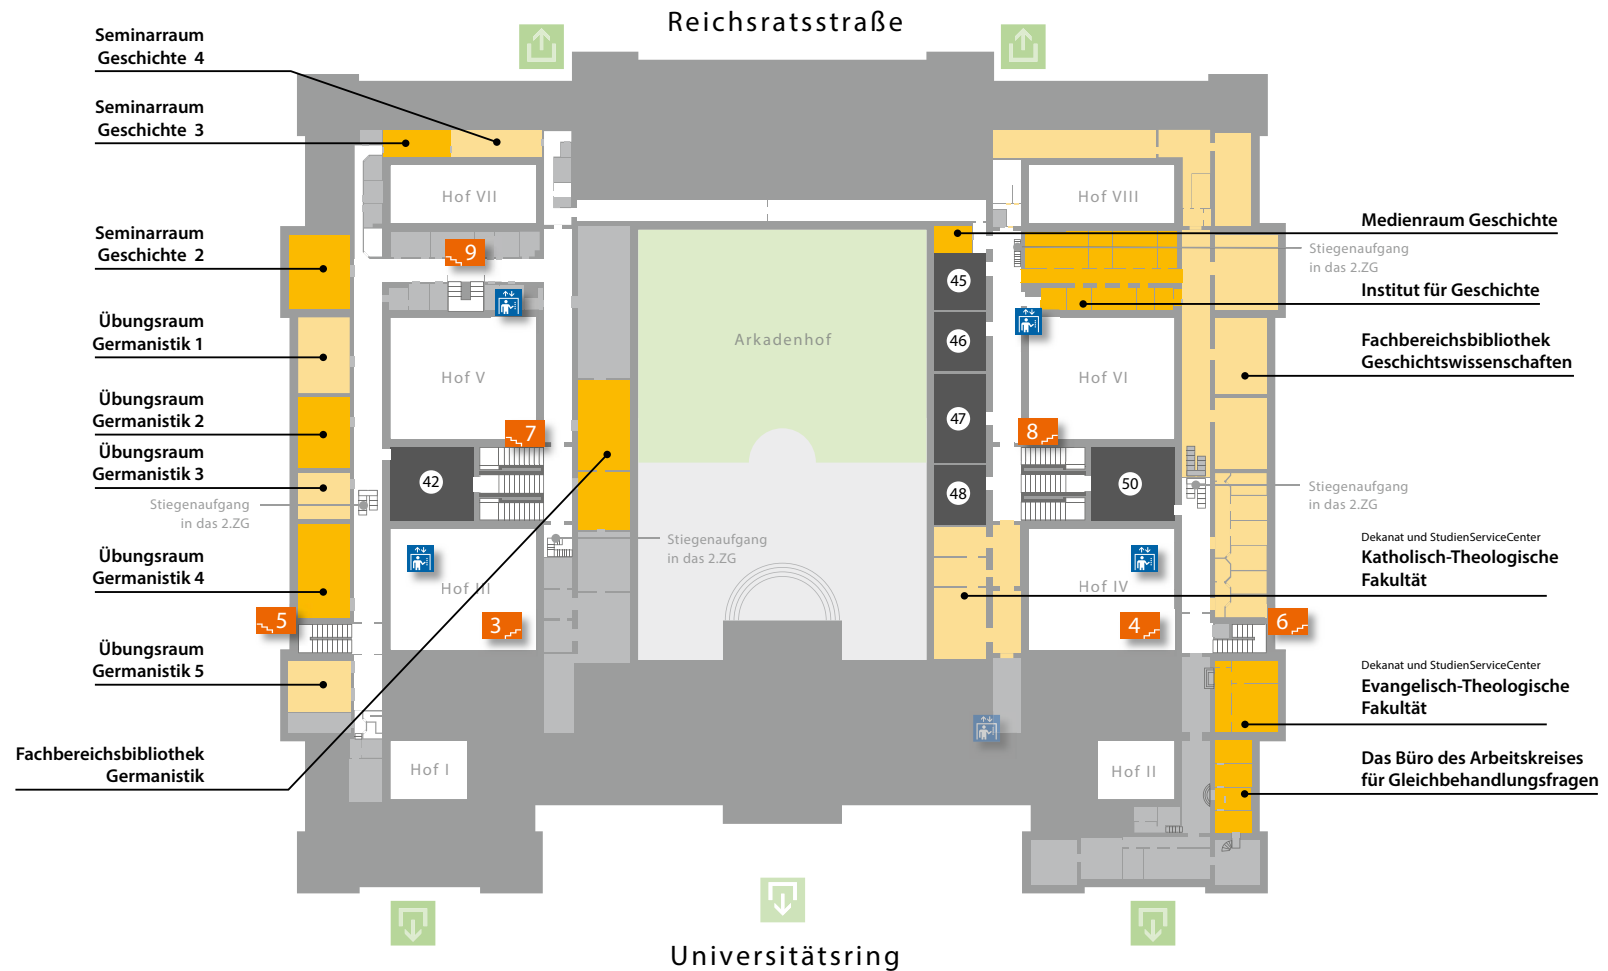 Reichsratsstraße
Seminarraum
Geschichte 4
Seminarraum
Geschichte 3
Seminarraum
Geschichte 2
Übungsraum
Germanistik 1
Übungsraum
Germanistik 2
Übungsraum
Germanistik 3
Stiegenaufgang
in das 2.ZG
Übungsraum
Germanistik 4
Übungsraum
Germanistik 5
Fachbereichsbibliothek
Germanistik
Hof VII
9
Hof V
7
42
Hof III
3
5
Hof I
Arkadenhof
Stiegenaufgang
in das 2.ZG
45
46
47
48
Hof VIII
Hof VI
8
50
Hof IV
4
6
Hof II
Medienraum Geschichte
Stiegenaufgang
in das 2.ZG
Institut für Geschichte
Fachbereichsbibliothek
Geschichtswissenschaften
Stiegenaufgang
in das 2.ZG
Dekanat und StudienServiceCenter
Katholisch-Theologische
Fakultät
Dekanat und StudienServiceCenter
Evangelisch-Theologische
Fakultät
Das Büro des Arbeitskreises
für Gleichbehandlungsfragen
Universitätsring